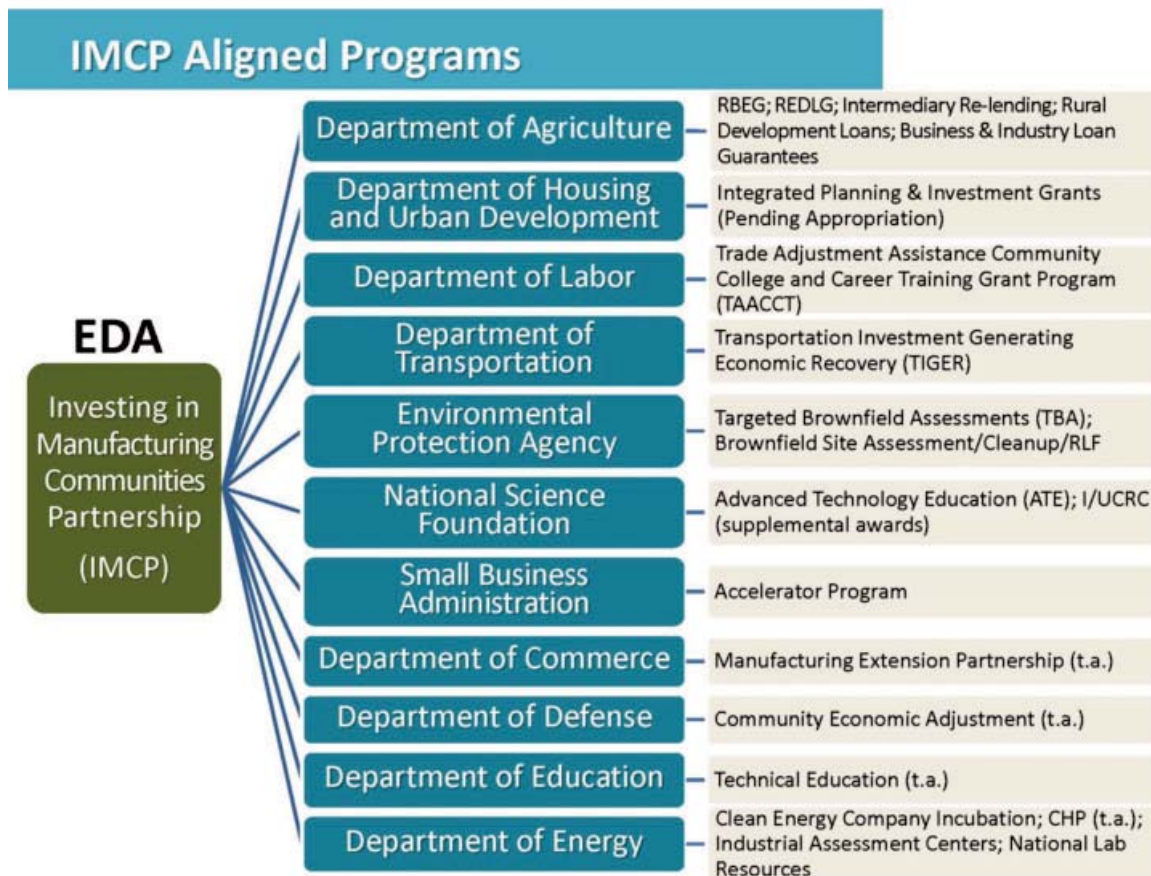 IMCP Aligned Programs
EDA
Investing in
Manufacturing
Communities
Partnership
(IMCP)
Department of Agriculture
RBEG; REDLG; Intermediary Re-lending; Rural
Development Loans; Business & Industry Loan
Guarantees
Department of Housing
and Urban Development
Integrated Planning & Investment Grants
(Pending Appropriation)
Department of Labor
Trade Adjustment Assistance Community
College and Career Training Grant Program
(TAACCT)
Department of
Transportation
Transportation Investment Generating
Economic Recovery (TIGER)
Environmental
Protection Agency
Targeted Brownfield Assessments (TBA);
Brownfield Site Assessment/Cleanup/RLF
National Science
Foundation
Advanced Technology Education (ATE); I/UCRC
(supplemental awards)
Small Business
Administration
Accelerator Program
Department of Commerce
Manufacturing Extension Partnership (t.a.)
Department of Defense
Community Economic Adjustment (t.a.)
Department of Education
Technical Education (t.a.)
Department of Energy
Clean Energy Company Incubation; CHP (t.a.);
Industrial Assessment Centers; National Lab
Resources